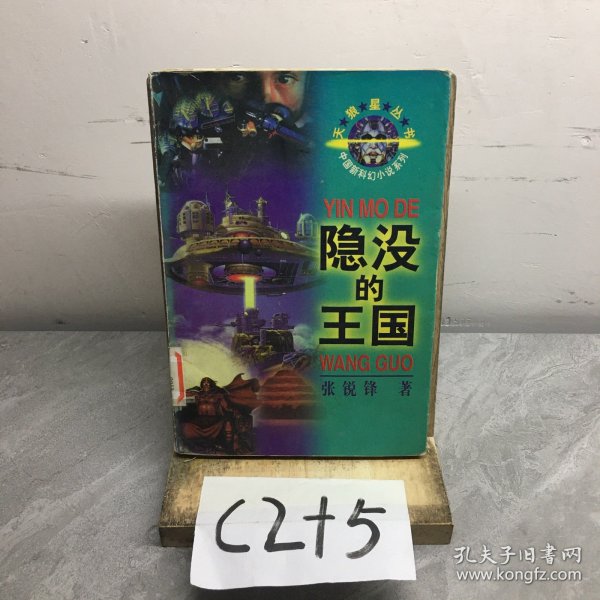 天★狼★星★丛★书
中国新科幻小说系列
YIN MO DE
隐没
的
王国
WANG GUO
张锐锋 著
C2+5
孔夫子旧书网
www.kongfz.com